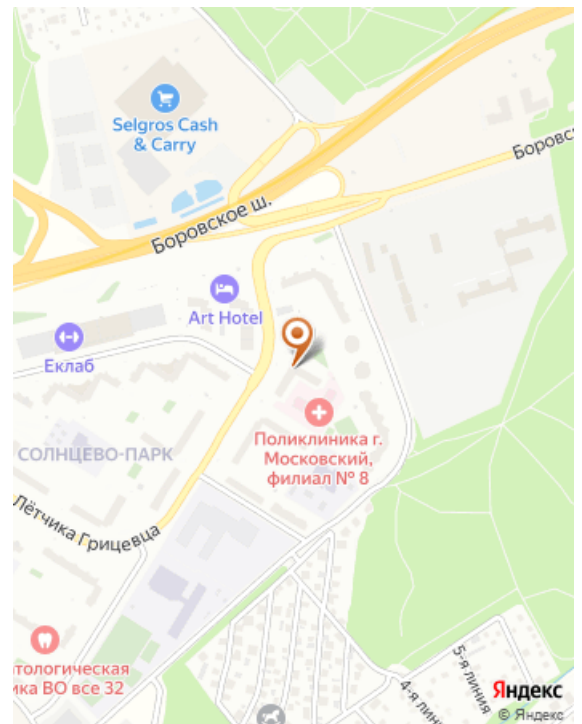 Selgros Cash
& Carry
Боровс
Боровское ш.
Art Hotel
Еклаб
Поликлиника г.
Московский,
филиал № 8
СОЛНЦЕВО-ПАРК
Лётчика Грицевца
атологическая
ика ВО все 32
5-я линия
4-я лин
Яндекс
© Яндекс